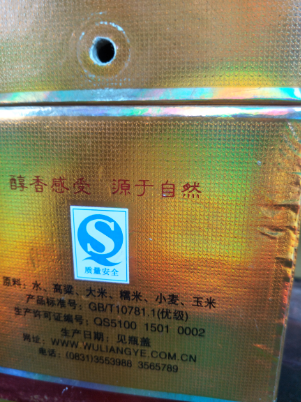 醇香感受 源于自然
质量安全
原料：水、高粱、大米、糯米、小麦、玉米
产品标准号：GB/T10781.1(优级)
生产许可证编号：QS5100 1501 0002
生产日期：见瓶盖
网址：WWW.WULIANGYE.COM.CN
电话：(0831)3553988 3565789